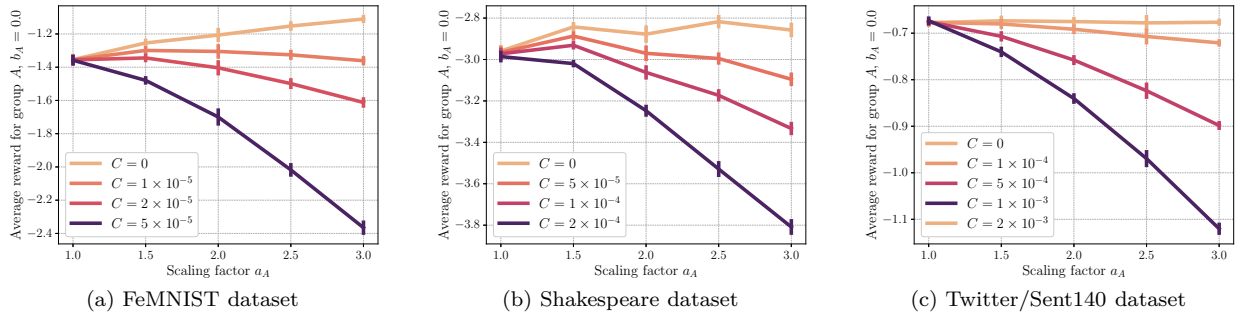 Average reward for group A, b_A = 0.0
−1.2
−1.4
−1.6
−1.8
−2.0
−2.2
−2.4
C = 0
C = 1 × 10⁻⁵
C = 2 × 10⁻⁵
C = 5 × 10⁻⁵
1.0 1.5 2.0 2.5 3.0
Scaling factor a_A
(a) FeMNIST dataset
Average reward for group A, b_A = 0.0
−2.8
−3.0
−3.2
−3.4
−3.6
−3.8
C = 0
C = 5 × 10⁻⁵
C = 1 × 10⁻⁴
C = 2 × 10⁻⁴
1.0 1.5 2.0 2.5 3.0
Scaling factor a_A
(b) Shakespeare dataset
Average reward for group A, b_A = 0.0
−0.7
−0.8
−0.9
−1.0
−1.1
C = 0
C = 1 × 10⁻⁴
C = 5 × 10⁻⁴
C = 1 × 10⁻³
C = 2 × 10⁻³
1.0 1.5 2.0 2.5 3.0
Scaling factor a_A
(c) Twitter/Sent140 dataset